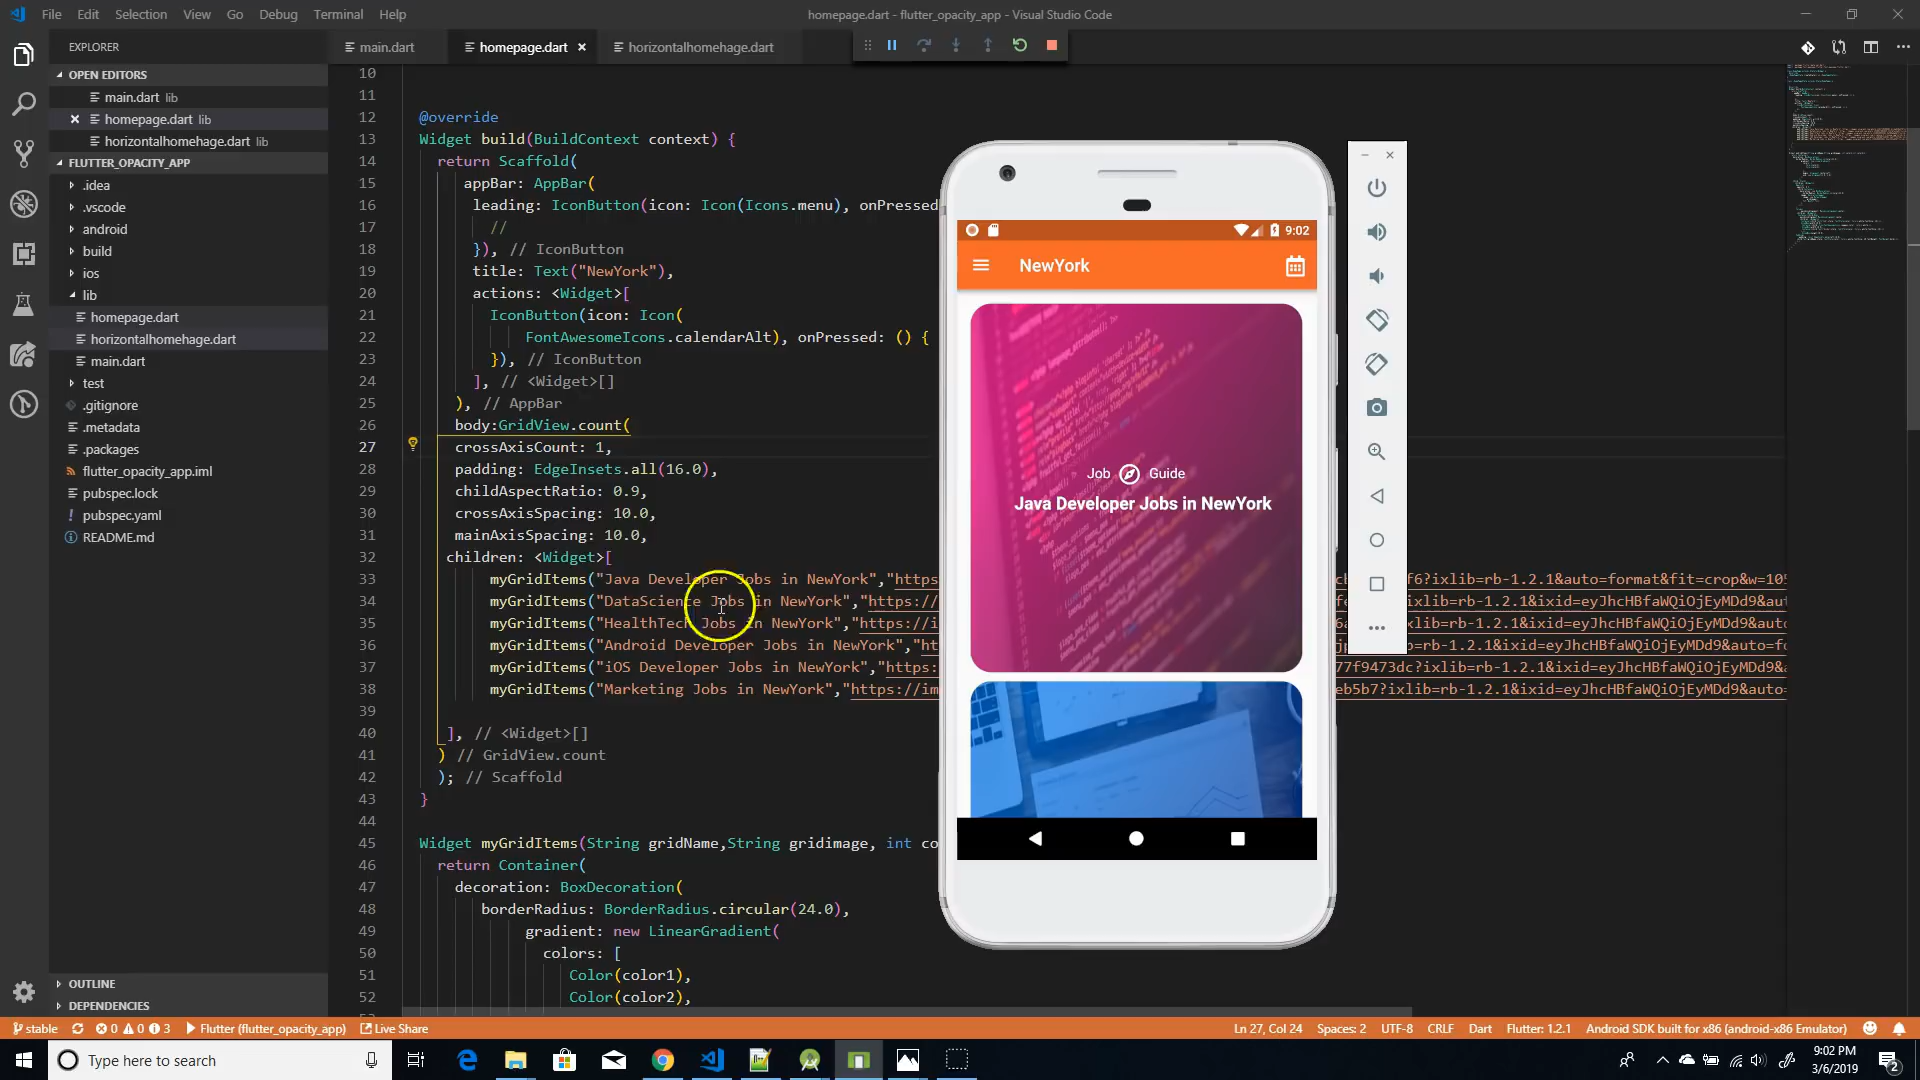 File Edit Selection View Go Debug Terminal Help
homepage.dart - flutter_opacity_app - Visual Studio Code
EXPLORER
main.dart
homepage.dart
horizontalhomehage.dart
OPEN EDITORS
main.dart lib
homepage.dart lib
horizontalhomehage.dart lib
FLUTTER_OPACITY_APP
.idea
.vscode
android
build
ios
lib
homepage.dart
horizontalhomehage.dart
main.dart
test
.gitignore
.metadata
.packages
flutter_opacity_app.iml
pubspec.lock
! pubspec.yaml
README.md
OUTLINE
DEPENDENCIES
10
11
12 @override
13 Widget build(BuildContext context) {
14 return Scaffold(
15 appBar: AppBar(
16 leading: IconButton(icon: Icon(Icons.menu), onPressed
17 //
18 }), // IconButton
19 title: Text("NewYork"),
20 actions: <Widget>[
21 IconButton(icon: Icon(
22 FontAwesomeIcons.calendarAlt), onPressed: () {
23 }), // IconButton
24 ], // <Widget>[]
25 ), // AppBar
26 body:GridView.count(
27 crossAxisCount: 1,
28 padding: EdgeInsets.all(16.0),
29 childAspectRatio: 0.9,
30 crossAxisSpacing: 10.0,
31 mainAxisSpacing: 10.0,
32 children: <Widget>[
33 myGridItems("Java Developer Jobs in NewYork","https f6?ixlib=rb-1.2.1&auto=format&fit=crop&w=105
34 myGridItems("DataScience Jobs in NewYork","https:// fe?ixlib=rb-1.2.1&ixid=eyJhcHBfaWQiOjEyMDd9&aut
35 myGridItems("HealthTech Jobs in NewYork","https://i 6a?ixlib=rb-1.2.1&ixid=eyJhcHBfaWQiOjEyMDd9&aut
36 myGridItems("Android Developer Jobs in NewYork","ht ?ixlib=rb-1.2.1&ixid=eyJhcHBfaWQiOjEyMDd9&auto=fo
37 myGridItems("iOS Developer Jobs in NewYork","https: 77f9473dc?ixlib=rb-1.2.1&ixid=eyJhcHBfaWQiOjEyMDd9&
38 myGridItems("Marketing Jobs in NewYork","https://im eb5b7?ixlib=rb-1.2.1&ixid=eyJhcHBfaWQiOjEyMDd9&auto=
39
40 ], // <Widget>[]
41 ) // GridView.count
42 ); // Scaffold
43 }
44
45 Widget myGridItems(String gridName,String gridimage, int co
46 return Container(
47 decoration: BoxDecoration(
48 borderRadius: BorderRadius.circular(24.0),
49 gradient: new LinearGradient(
50 colors: [
51 Color(color1),
52 Color(color2),
9:02
NewYork
Job Guide
Java Developer Jobs in NewYork
stable 0 0 3 Flutter (flutter_opacity_app) Live Share
Ln 27, Col 24 Spaces: 2 UTF-8 CRLF Dart Flutter: 1.2.1 Android SDK built for x86 (android-x86 Emulator)
Type here to search
9:02 PM
3/6/2019
2